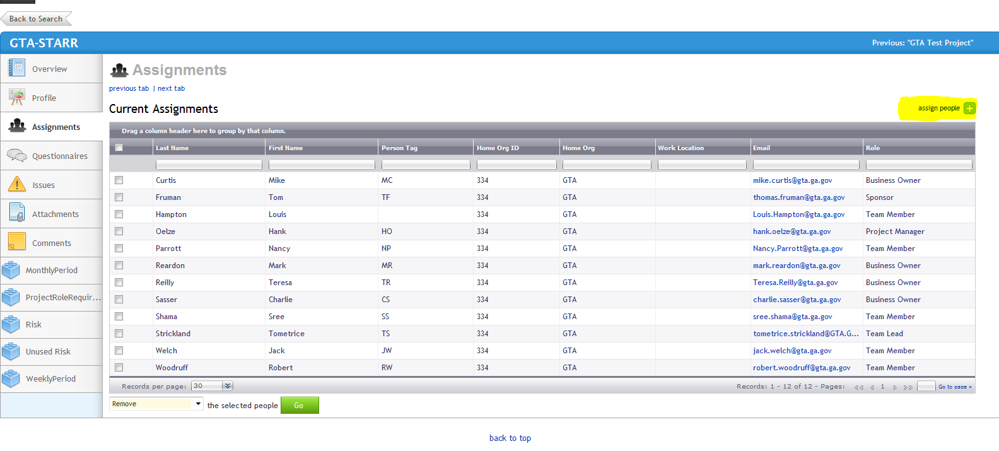 Back to Search
GTA-STARR Previous: "GTA Test Project"
Overview
Profile
Assignments
Questionnaires
Issues
Attachments
Comments
MonthlyPeriod
ProjectRoleRequir...
Risk
Unused Risk
WeeklyPeriod
Assignments
previous tab | next tab
Current Assignments assign people
Drag a column header here to group by that column.
Last Name First Name Person Tag Home Org ID Home Org Work Location Email Role
Curtis Mike MC 334 GTA mike.curtis@gta.ga.gov Business Owner
Fruman Tom TF 334 GTA thomas.fruman@gta.ga.gov Sponsor
Hampton Louis 334 GTA Louis.Hampton@gta.ga.gov Team Member
Oelze Hank HO 334 GTA hank.oelze@gta.ga.gov Project Manager
Parrott Nancy NP 334 GTA Nancy.Parrott@gta.ga.gov Team Member
Reardon Mark MR 334 GTA mark.reardon@gta.ga.gov Business Owner
Reilly Teresa TR 334 GTA Teresa.Reilly@gta.ga.gov Business Owner
Sasser Charlie CS 334 GTA charlie.sasser@gta.ga.gov Business Owner
Shama Sree SS 334 GTA sree.shama@gta.ga.gov Team Member
Strickland Tometrice TS 334 GTA tometrice.strickland@GTA.G... Team Lead
Welch Jack JW 334 GTA jack.welch@gta.ga.gov Team Member
Woodruff Robert RW 334 GTA robert.woodruff@gta.ga.gov Team Member
Records per page: 30 Records: 1 - 12 of 12 - Pages: << < 1 > >> Go to page »
Remove the selected people Go
back to top